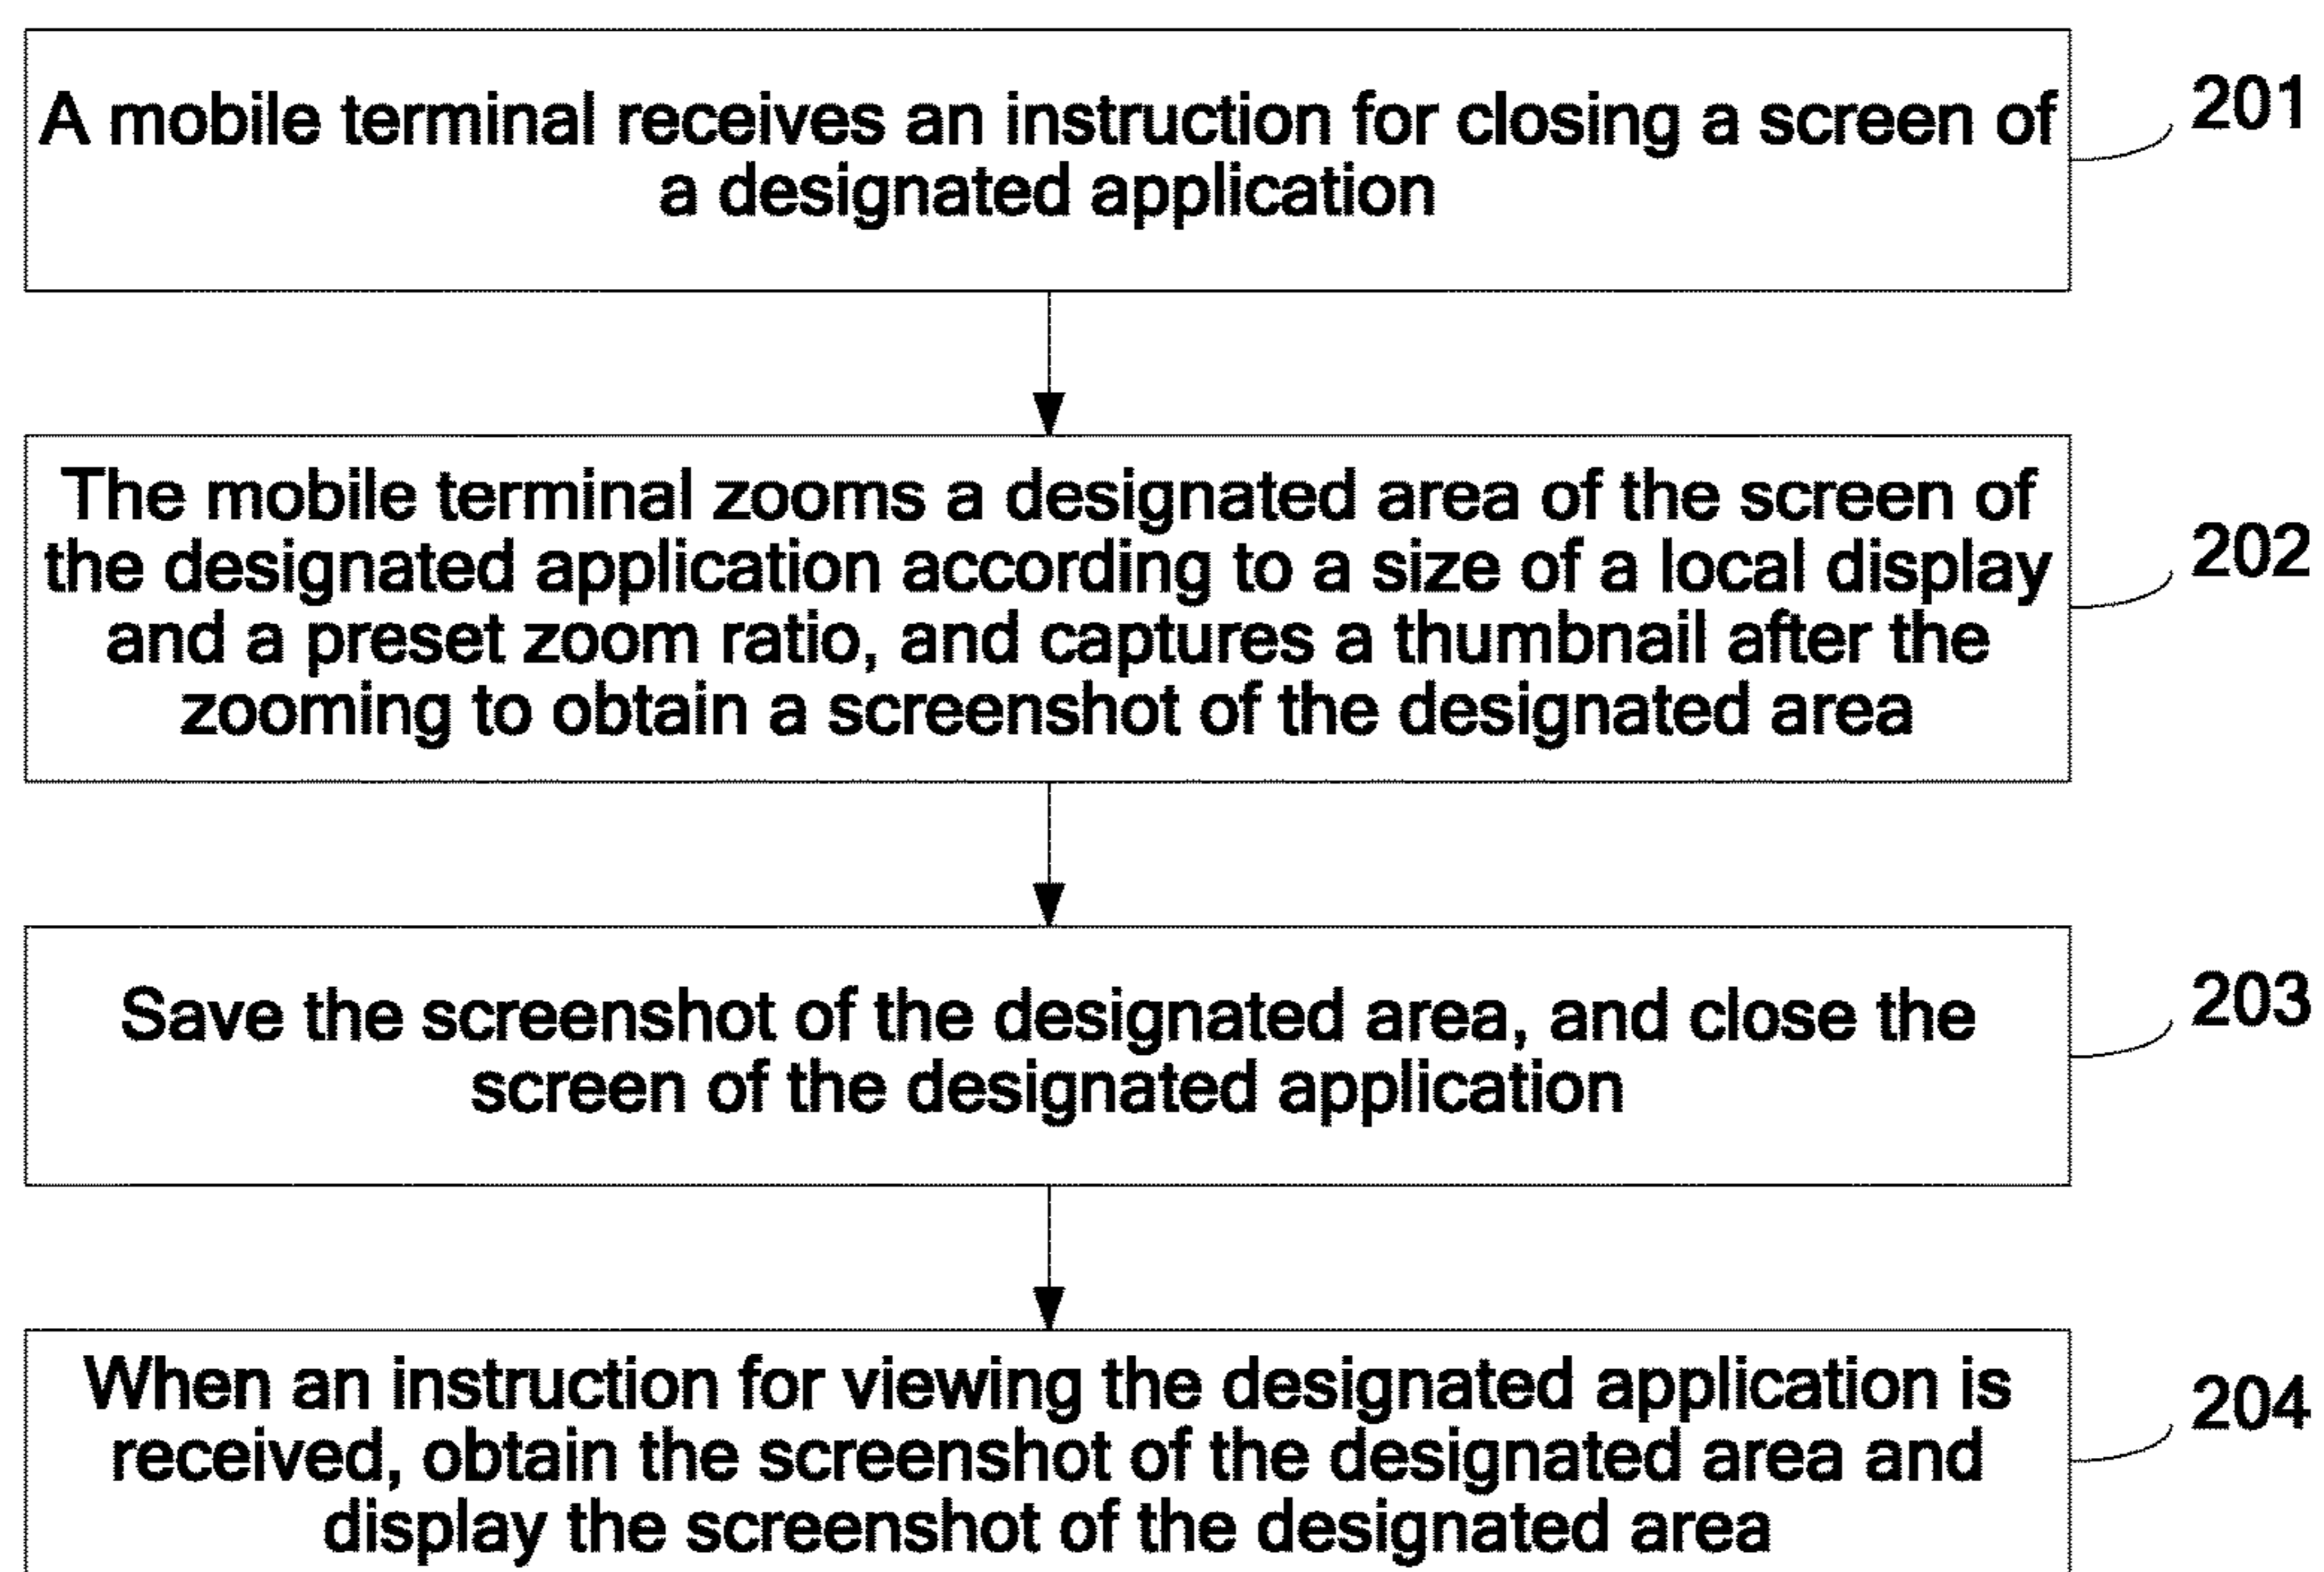 A mobile terminal receives an instruction for closing a screen of
a designated application
201
The mobile terminal zooms a designated area of the screen of
the designated application according to a size of a local display
and a preset zoom ratio, and captures a thumbnail after the
zooming to obtain a screenshot of the designated area
202
Save the screenshot of the designated area, and close the
screen of the designated application
203
When an instruction for viewing the designated application is
received, obtain the screenshot of the designated area and
display the screenshot of the designated area
204